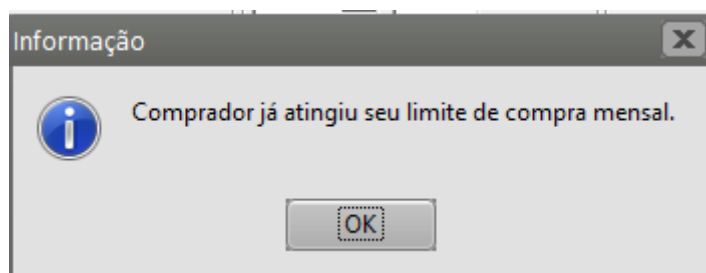 Informação
Comprador já atingiu seu limite de compra mensal.
OK